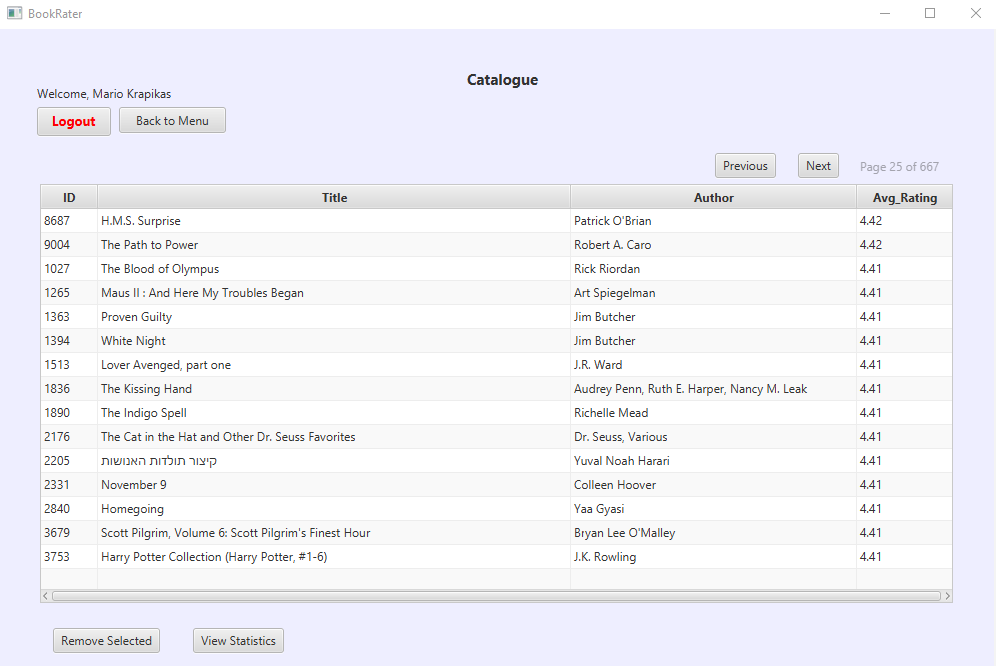 BookRater
Catalogue
Welcome, Mario Krapikas
Logout Back to Menu
Previous Next Page 25 of 667
ID Title Author Avg_Rating
8687 H.M.S. Surprise Patrick O'Brian 4.42
9004 The Path to Power Robert A. Caro 4.42
1027 The Blood of Olympus Rick Riordan 4.41
1265 Maus II : And Here My Troubles Began Art Spiegelman 4.41
1363 Proven Guilty Jim Butcher 4.41
1394 White Night Jim Butcher 4.41
1513 Lover Avenged, part one J.R. Ward 4.41
1836 The Kissing Hand Audrey Penn, Ruth E. Harper, Nancy M. Leak 4.41
1890 The Indigo Spell Richelle Mead 4.41
2176 The Cat in the Hat and Other Dr. Seuss Favorites Dr. Seuss, Various 4.41
2205 קיצור תולדות האנושות Yuval Noah Harari 4.41
2331 November 9 Colleen Hoover 4.41
2840 Homegoing Yaa Gyasi 4.41
3679 Scott Pilgrim, Volume 6: Scott Pilgrim's Finest Hour Bryan Lee O'Malley 4.41
3753 Harry Potter Collection (Harry Potter, #1-6) J.K. Rowling 4.41
Remove Selected View Statistics